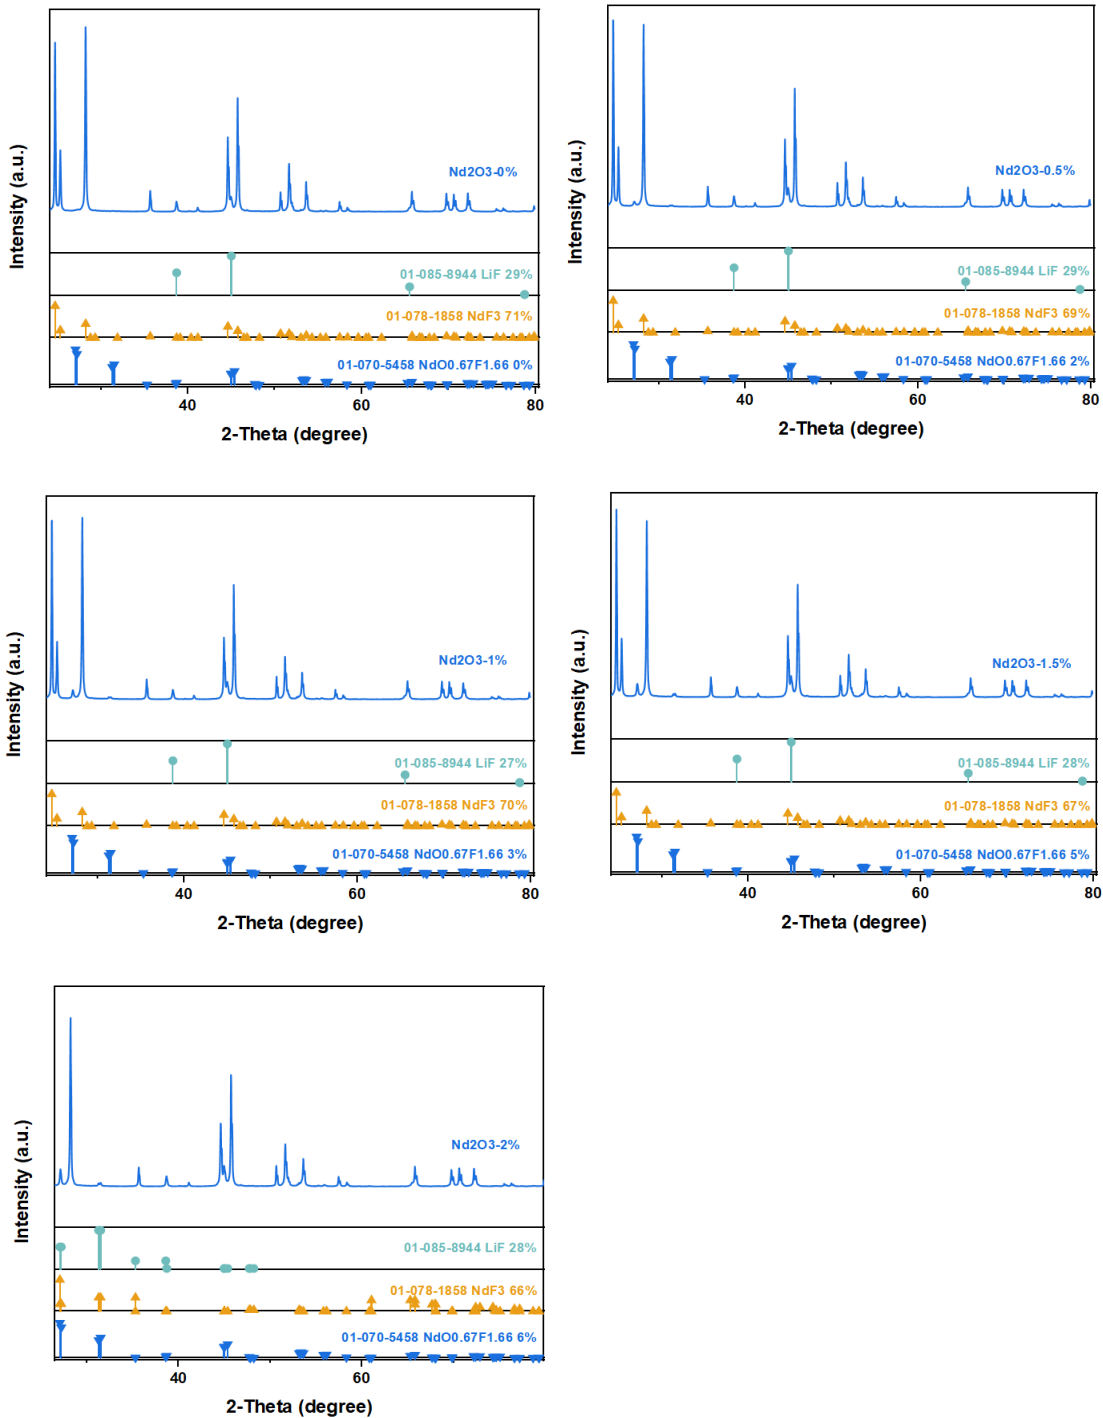 Intensity (a.u.)
Nd2O3-0%
01-085-8944 LiF 29%
01-078-1858 NdF3 71%
01-070-5458 NdO0.67F1.66 0%
40 60 80
2-Theta (degree)
Intensity (a.u.)
Nd2O3-0.5%
01-085-8944 LiF 29%
01-078-1858 NdF3 69%
01-070-5458 NdO0.67F1.66 2%
40 60 80
2-Theta (degree)
Intensity (a.u.)
Nd2O3-1%
01-085-8944 LiF 27%
01-078-1858 NdF3 70%
01-070-5458 NdO0.67F1.66 3%
40 60 80
2-Theta (degree)
Intensity (a.u.)
Nd2O3-1.5%
01-085-8944 LiF 28%
01-078-1858 NdF3 67%
01-070-5458 NdO0.67F1.66 5%
40 60 80
2-Theta (degree)
Intensity (a.u.)
Nd2O3-2%
01-085-8944 LiF 28%
01-078-1858 NdF3 66%
01-070-5458 NdO0.67F1.66 6%
40 60
2-Theta (degree)